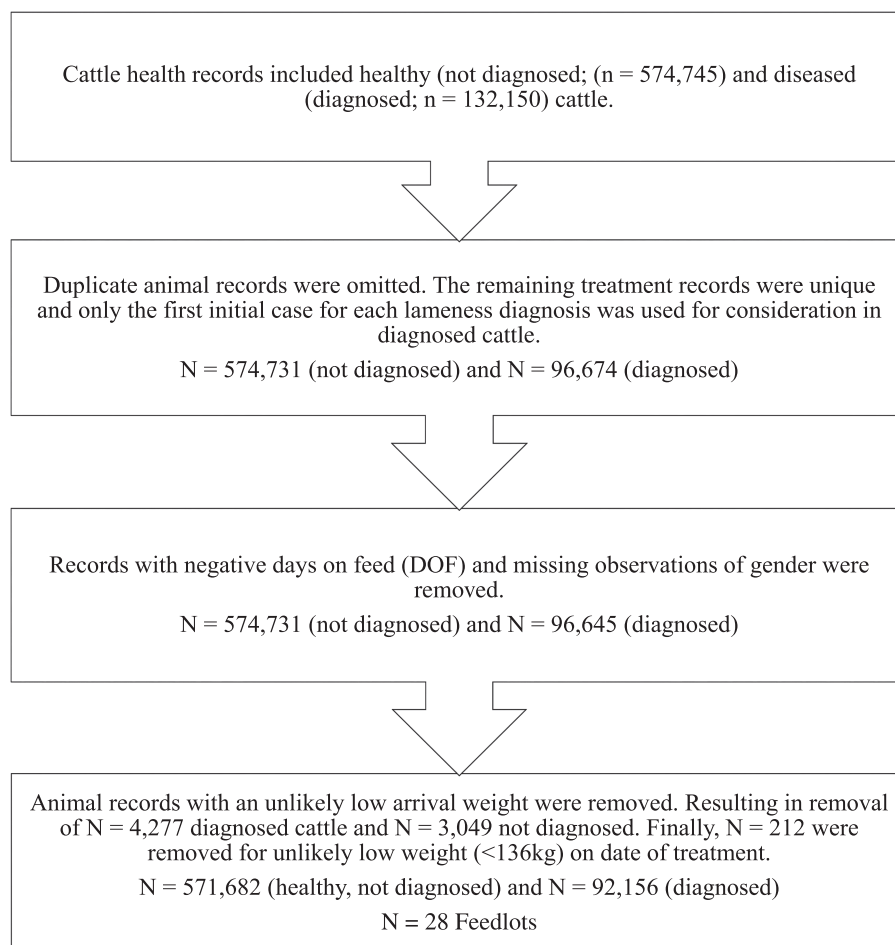 Cattle health records included healthy (not diagnosed; (n = 574,745) and diseased
(diagnosed; n = 132,150) cattle.
Duplicate animal records were omitted. The remaining treatment records were unique
and only the first initial case for each lameness diagnosis was used for consideration in
diagnosed cattle.
N = 574,731 (not diagnosed) and N = 96,674 (diagnosed)
Records with negative days on feed (DOF) and missing observations of gender were
removed.
N = 574,731 (not diagnosed) and N = 96,645 (diagnosed)
Animal records with an unlikely low arrival weight were removed. Resulting in removal
of N = 4,277 diagnosed cattle and N = 3,049 not diagnosed. Finally, N = 212 were
removed for unlikely low weight (<136kg) on date of treatment.
N = 571,682 (healthy, not diagnosed) and N = 92,156 (diagnosed)
N = 28 Feedlots